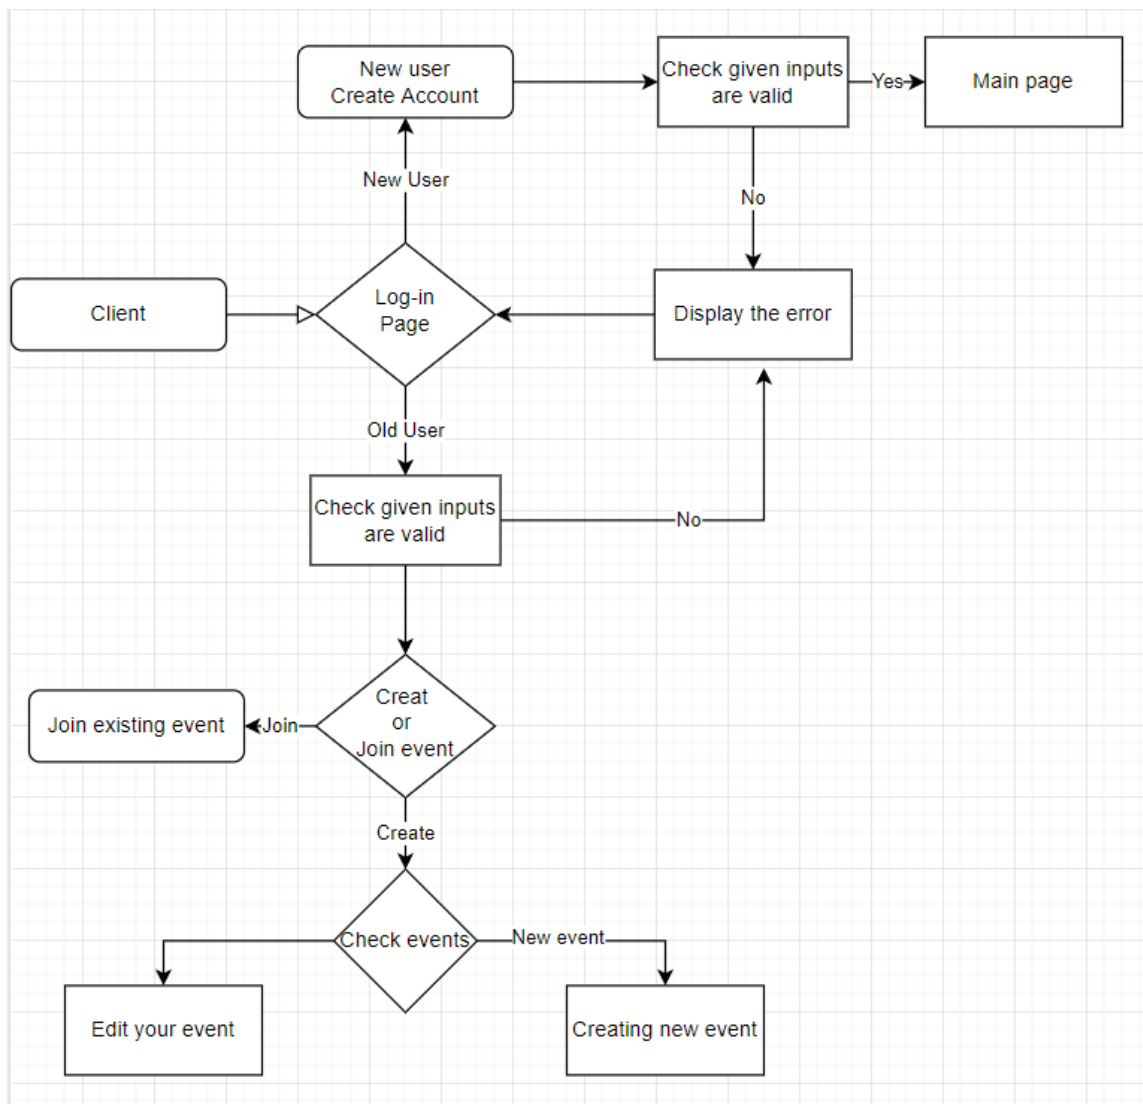 New user
Create Account
Check given inputs
are valid
Yes
Main page
New User
No
Client
Log-in
Page
Display the error
Old User
Check given inputs
are valid
No
Creat
or
Join event
Join
Join existing event
Create
Check events
New event
Edit your event
Creating new event